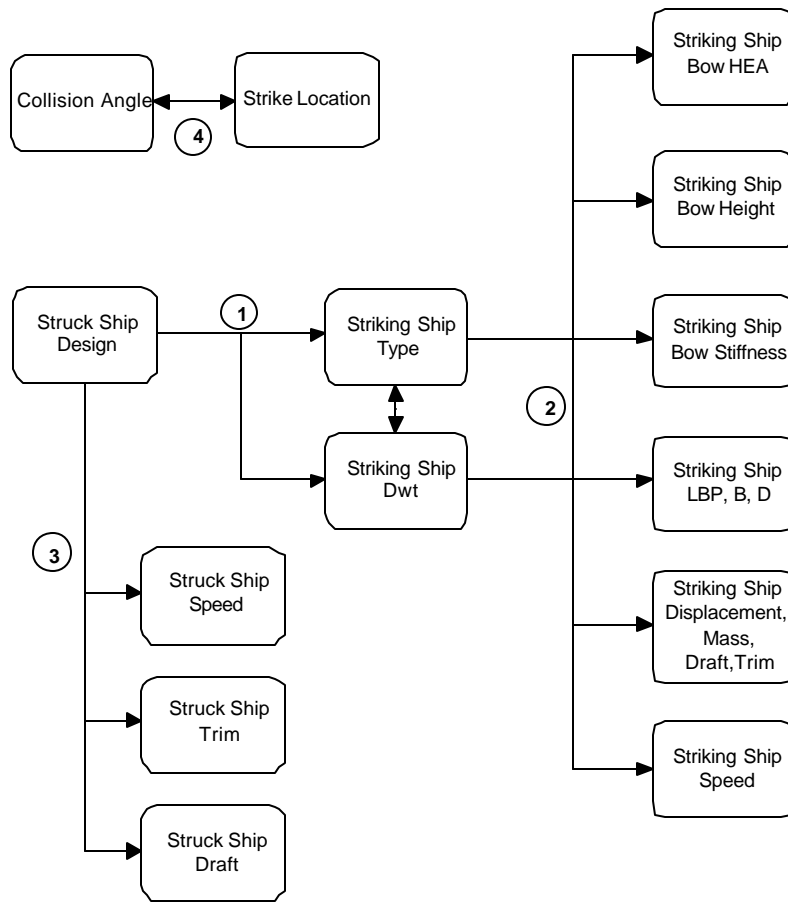 Collision Angle
Strike Location
4
Striking Ship
Bow HEA
Striking Ship
Bow Height
Struck Ship
Design
1
Striking Ship
Type
Striking Ship
Bow Stiffness
2
Striking Ship
Dwt
Striking Ship
LBP, B, D
3
Struck Ship
Speed
Striking Ship
Displacement,
Mass,
Draft,Trim
Struck Ship
Trim
Striking Ship
Speed
Struck Ship
Draft